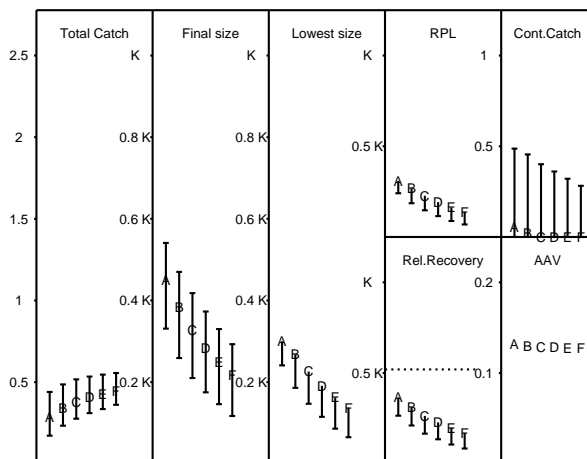 Total Catch Final size Lowest size RPL Cont.Catch
2.5 K K K 1
2 0.8 K 0.8 K
0.5 K 0.5
1.5 0.6 K 0.6 K
A B C D E F
A B C D E F
Rel.Recovery AAV
1 0.4 K 0.4 K K 0.2
A B C D E F
A B C D E F
A B C D E F
0.5 0.2 K 0.2 K 0.5 K 0.1
A B C D E F
A B C D E F